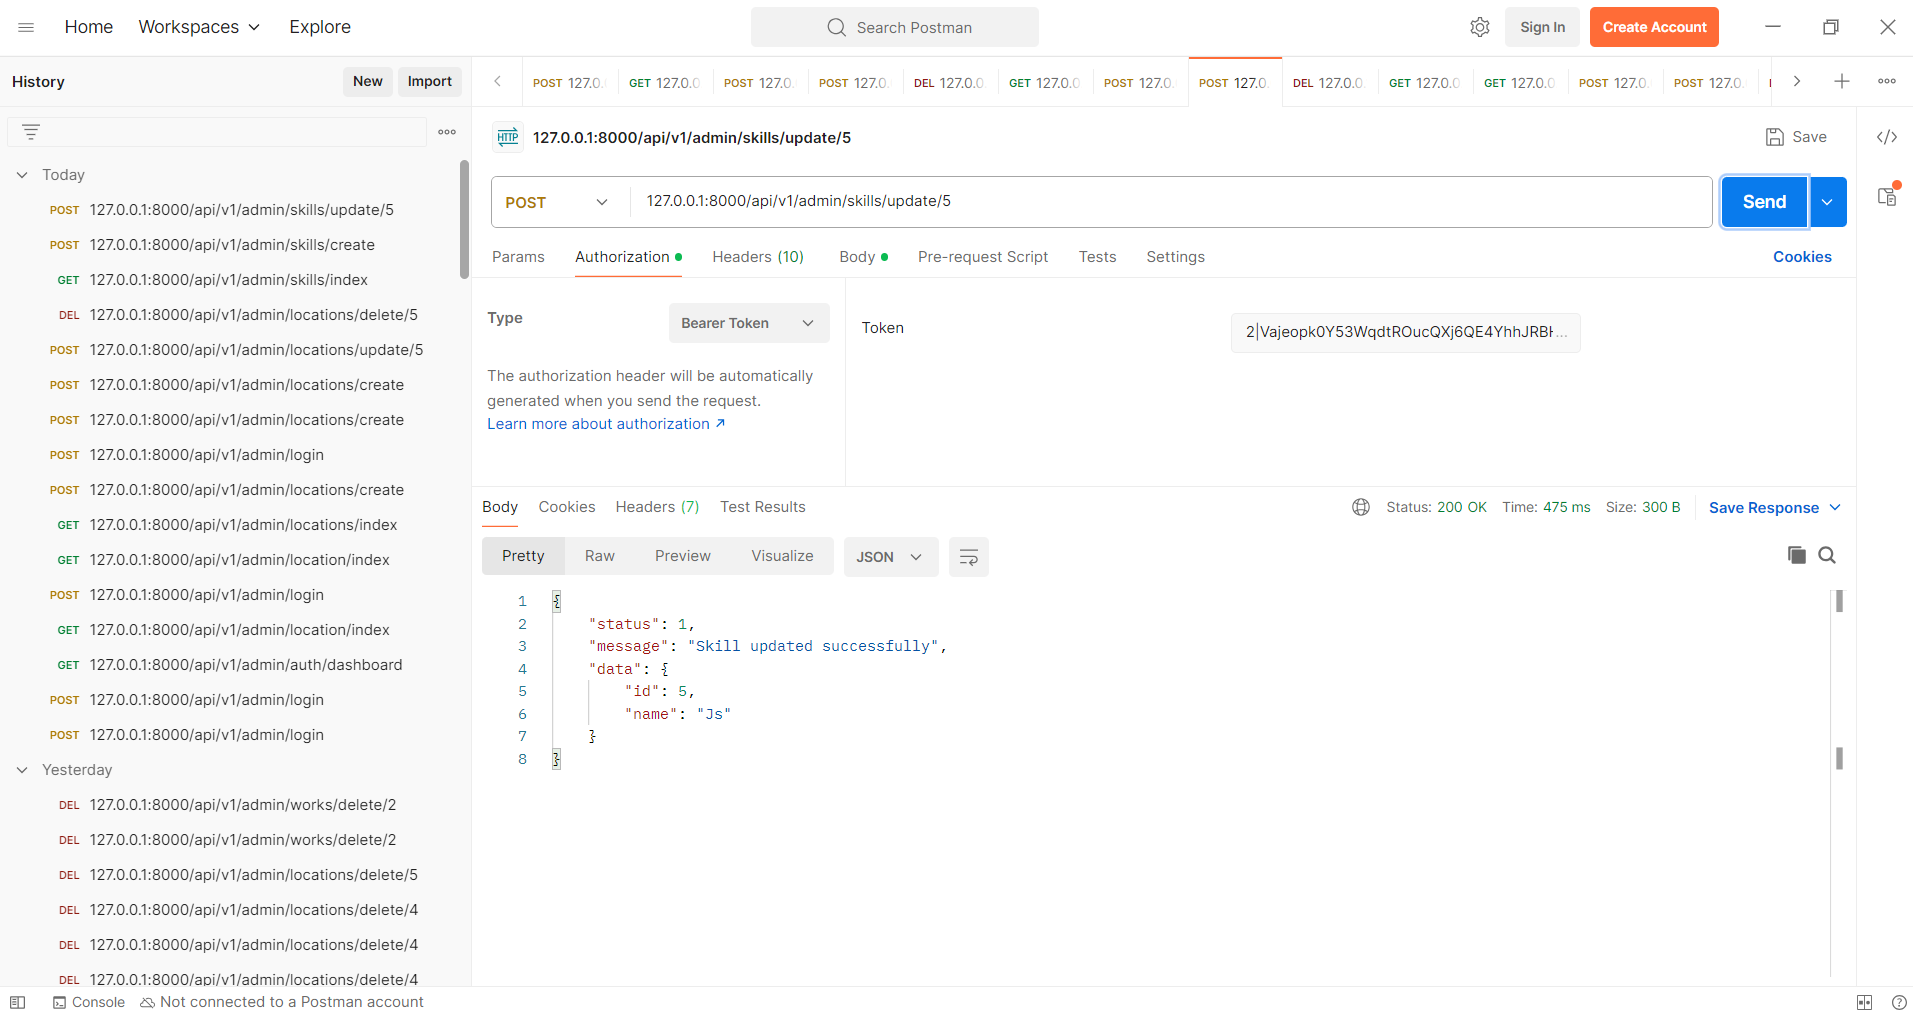 Home Workspaces Explore Search Postman Sign In Create Account
History New Import
POST 127.0. GET 127.0.0 POST 127.0. POST 127.0. DEL 127.0.0. GET 127.0.0 POST 127.0. POST 127.0. DEL 127.0.0. GET 127.0.0 GET 127.0.0 POST 127.0. POST 127.0.
HTTP 127.0.0.1:8000/api/v1/admin/skills/update/5 Save
POST 127.0.0.1:8000/api/v1/admin/skills/update/5 Send
Params Authorization Headers (10) Body Pre-request Script Tests Settings Cookies
Type Bearer Token
The authorization header will be automatically
generated when you send the request.
Learn more about authorization ↗
Token 2|Vajeopk0Y53WqdtROucQXj6QE4YhhJRBH...
Body Cookies Headers (7) Test Results Status: 200 OK Time: 475 ms Size: 300 B Save Response
Pretty Raw Preview Visualize JSON
1 {
2 "status": 1,
3 "message": "Skill updated successfully",
4 "data": {
5 "id": 5,
6 "name": "Js"
7 }
8 }
Today
POST 127.0.0.1:8000/api/v1/admin/skills/update/5
POST 127.0.0.1:8000/api/v1/admin/skills/create
GET 127.0.0.1:8000/api/v1/admin/skills/index
DEL 127.0.0.1:8000/api/v1/admin/locations/delete/5
POST 127.0.0.1:8000/api/v1/admin/locations/update/5
POST 127.0.0.1:8000/api/v1/admin/locations/create
POST 127.0.0.1:8000/api/v1/admin/locations/create
POST 127.0.0.1:8000/api/v1/admin/login
POST 127.0.0.1:8000/api/v1/admin/locations/create
GET 127.0.0.1:8000/api/v1/admin/locations/index
GET 127.0.0.1:8000/api/v1/admin/location/index
POST 127.0.0.1:8000/api/v1/admin/login
GET 127.0.0.1:8000/api/v1/admin/location/index
GET 127.0.0.1:8000/api/v1/admin/auth/dashboard
POST 127.0.0.1:8000/api/v1/admin/login
POST 127.0.0.1:8000/api/v1/admin/login
Yesterday
DEL 127.0.0.1:8000/api/v1/admin/works/delete/2
DEL 127.0.0.1:8000/api/v1/admin/works/delete/2
DEL 127.0.0.1:8000/api/v1/admin/locations/delete/5
DEL 127.0.0.1:8000/api/v1/admin/locations/delete/4
DEL 127.0.0.1:8000/api/v1/admin/locations/delete/4
DEL 127.0.0.1:8000/api/v1/admin/locations/delete/4
Console Not connected to a Postman account